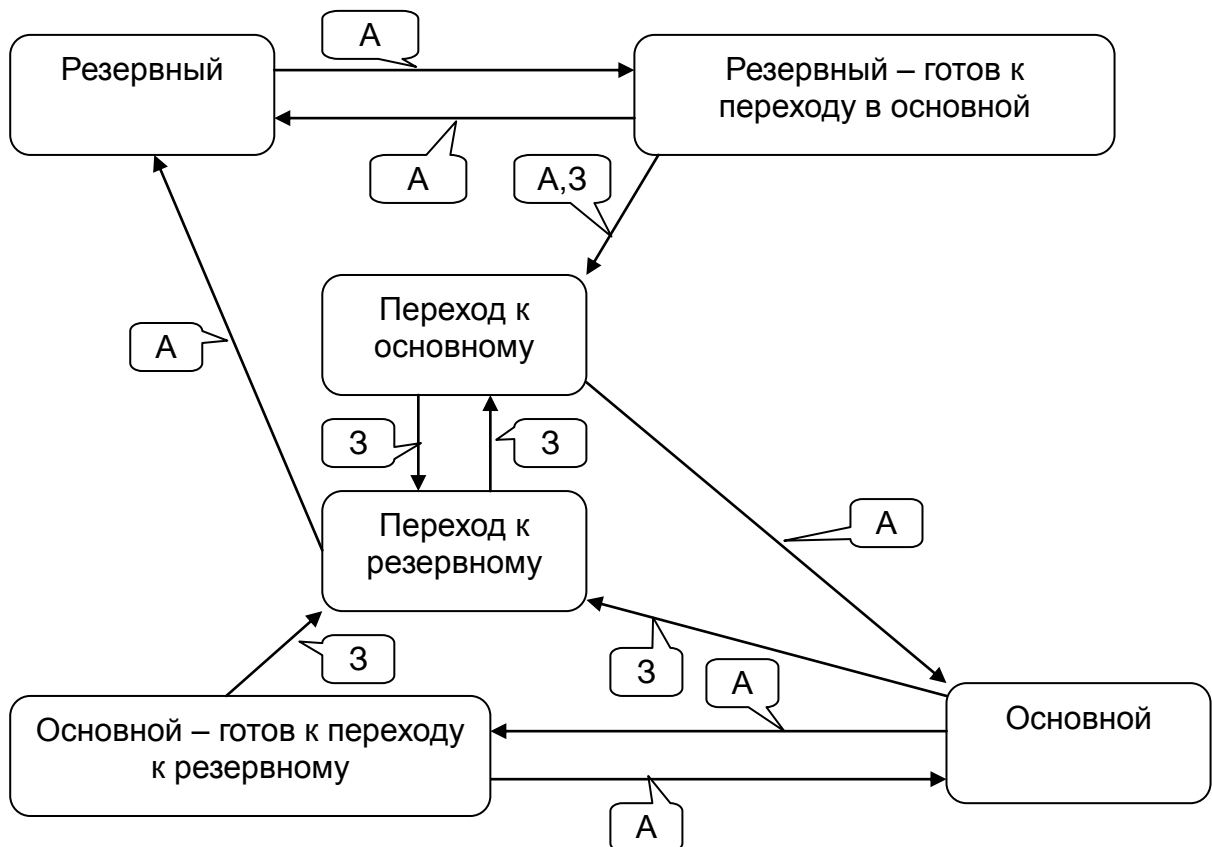 А
Резервный
Резервный – готов к
переходу в основной
А
А,З
Переход к
основному
А
З
З
Переход к
резервному
А
З
З
А
Основной – готов к переходу
к резервному
Основной
А